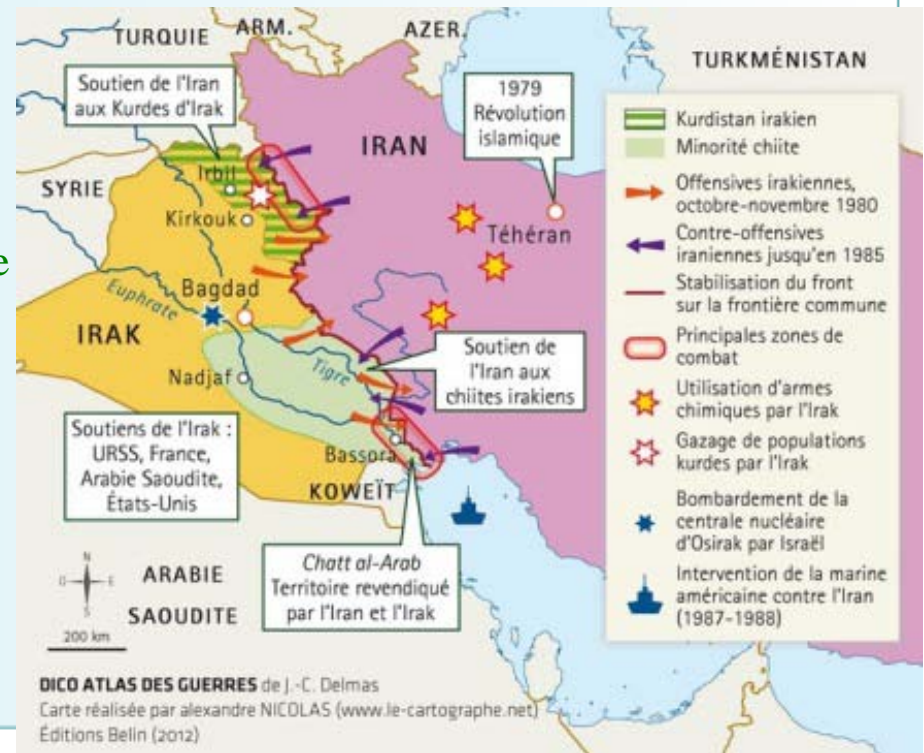 TURQUIE
ARM.
AZER.
TURKMÉNISTAN
Soutien de l'Iran
aux Kurdes d'Irak
1979
Révolution
islamique
IRAN
Irbil
SYRIE
Kirkouk
Téhéran
e
Bagdad
Euphrate
IRAK
Tigre
Nadjaf
Soutien de
l'Iran aux
chiites irakiens
Soutiens de l'Irak :
URSS, France,
Arabie Saoudite,
États-Unis
Bassora
KOWEÏT
Chatt al-Arab
Territoire revendiqué
par l'Iran et l'Irak
N
O
E
S
ARABIE
SAOUDITE
200 km
Kurdistan irakien
Minorité chiite
Offensives irakiennes,
octobre-novembre 1980
Contre-offensives
iraniennes jusqu'en 1985
Stabilisation du front
sur la frontière commune
Principales zones de
combat
Utilisation d'armes
chimiques par l'Irak
Gazage de populations
kurdes par l'Irak
Bombardement de la
centrale nucléaire
d'Osirak par Israël
Intervention de la marine
américaine contre l'Iran
(1987-1988)
DICO ATLAS DES GUERRES de J.-C. Delmas
Carte réalisée par alexandre NICOLAS (www.le-cartographe.net)
Éditions Belin (2012)